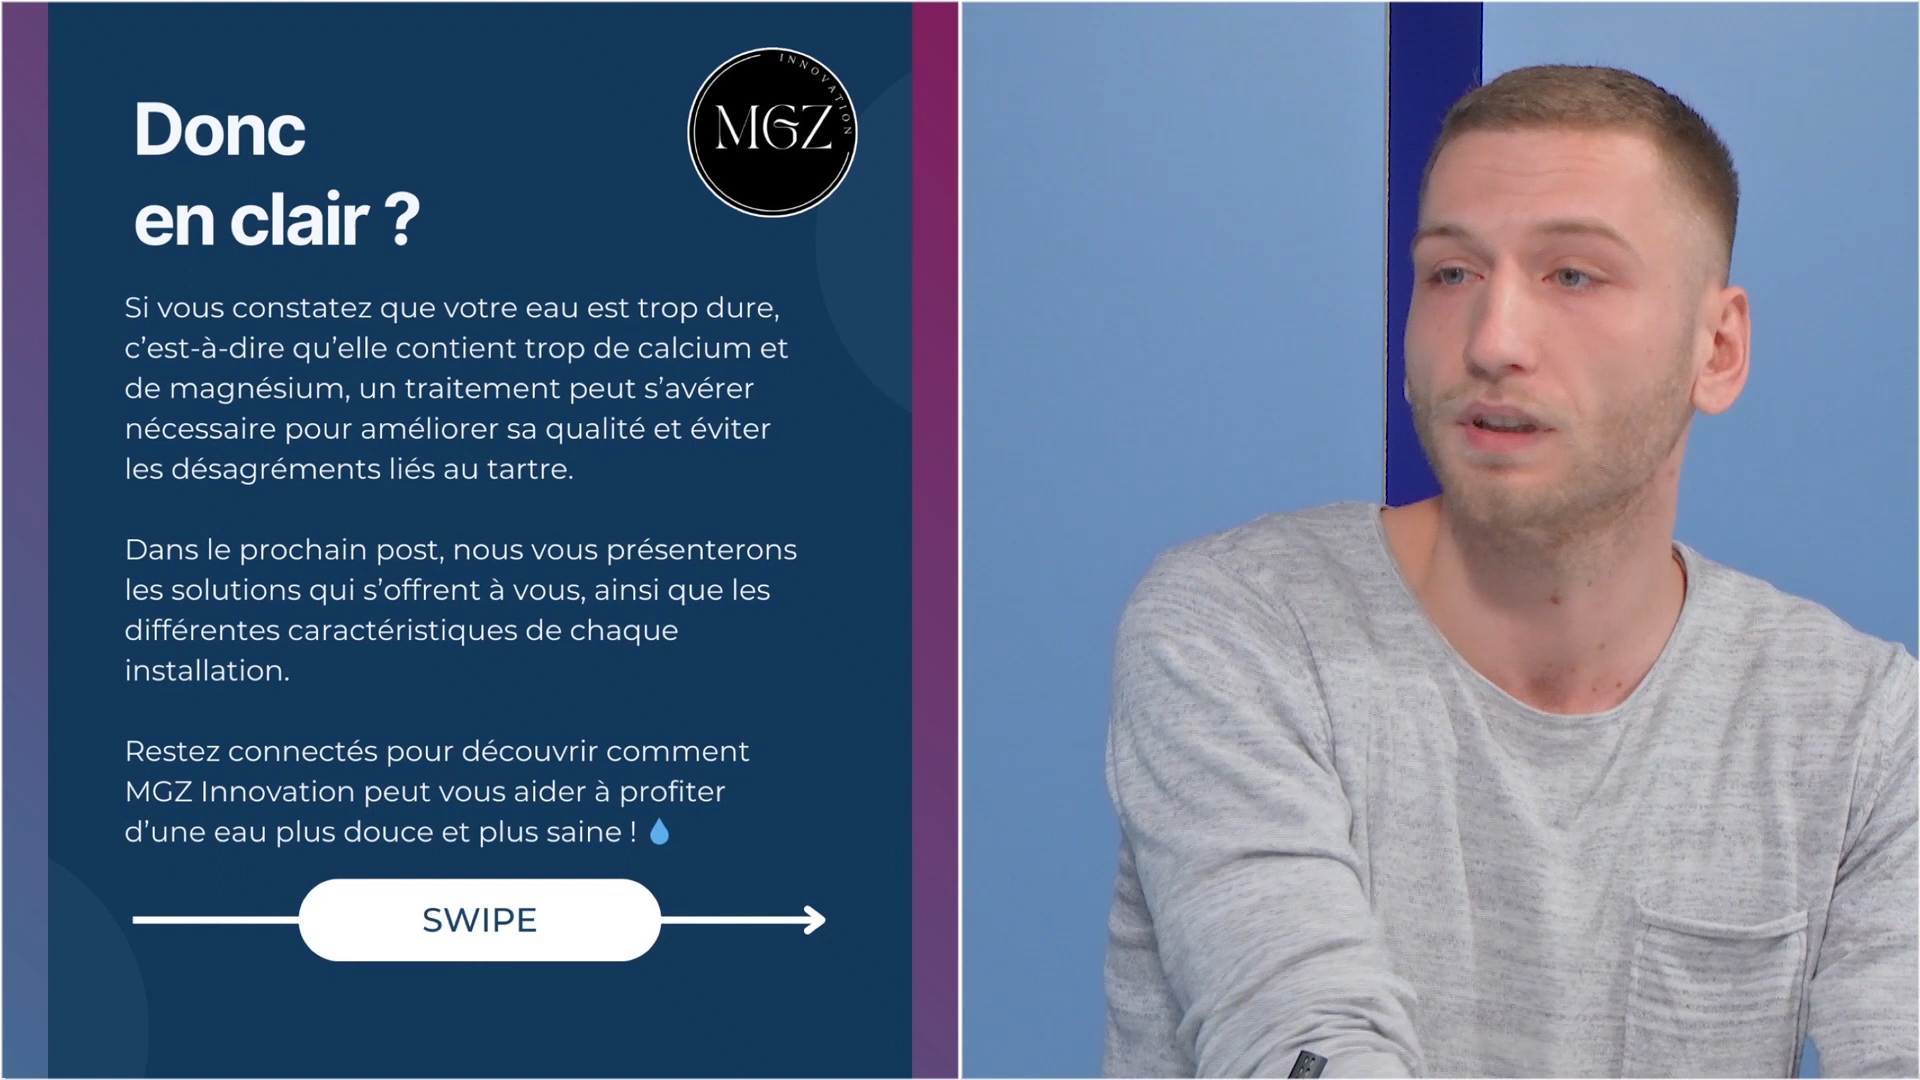 INNOVATION
MGZ
Donc
en clair ?
Si vous constatez que votre eau est trop dure,
c’est-à-dire qu’elle contient trop de calcium et
de magnésium, un traitement peut s’avérer
nécessaire pour améliorer sa qualité et éviter
les désagréments liés au tartre.
Dans le prochain post, nous vous présenterons
les solutions qui s’offrent à vous, ainsi que les
différentes caractéristiques de chaque
installation.
Restez connectés pour découvrir comment
MGZ Innovation peut vous aider à profiter
d’une eau plus douce et plus saine ! 💧
SWIPE